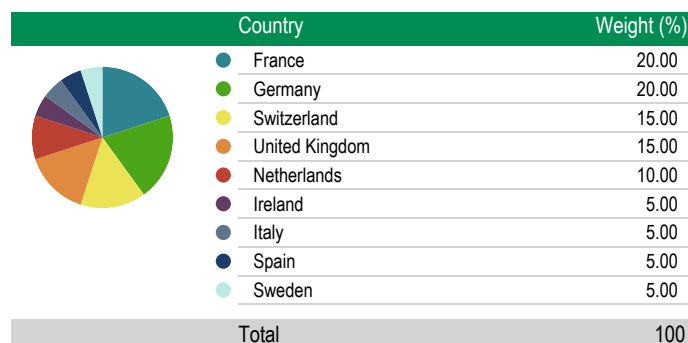 Country Weight (%)
France 20.00
Germany 20.00
Switzerland 15.00
United Kingdom 15.00
Netherlands 10.00
Ireland 5.00
Italy 5.00
Spain 5.00
Sweden 5.00
Total 100